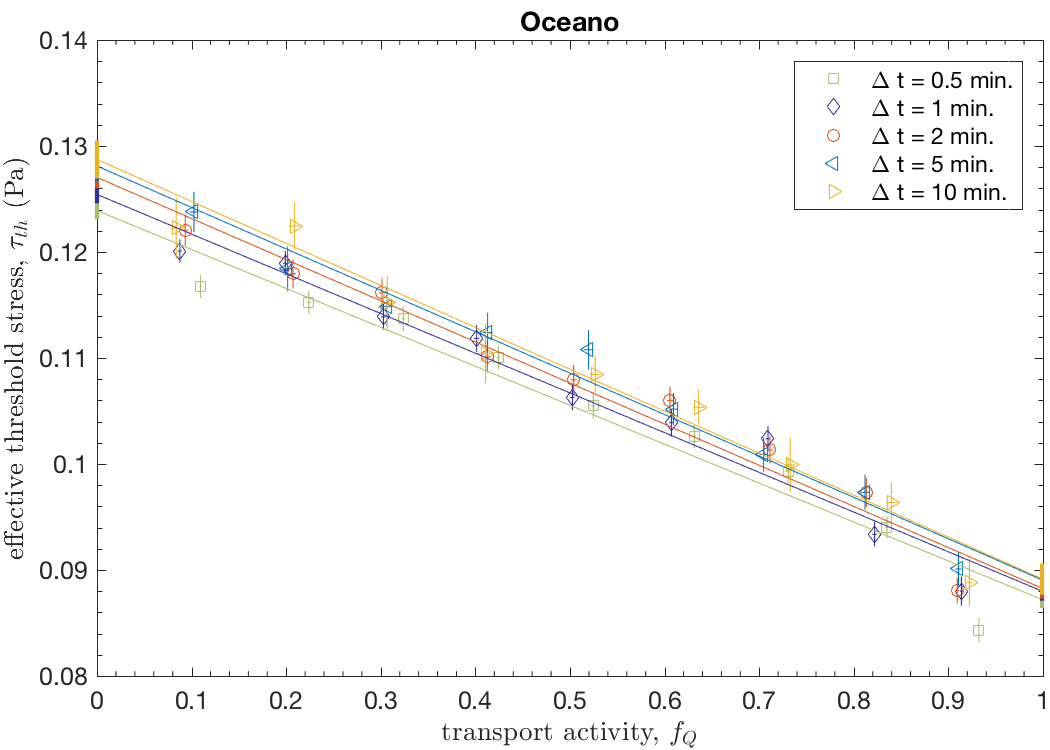 Oceano
0.14
0.13
0.12
0.11
0.1
0.09
0.08
effective threshold stress, τth (Pa)
Δ t = 0.5 min.
Δ t = 1 min.
Δ t = 2 min.
Δ t = 5 min.
Δ t = 10 min.
0 0.1 0.2 0.3 0.4 0.5 0.6 0.7 0.8 0.9 1
transport activity, fQ